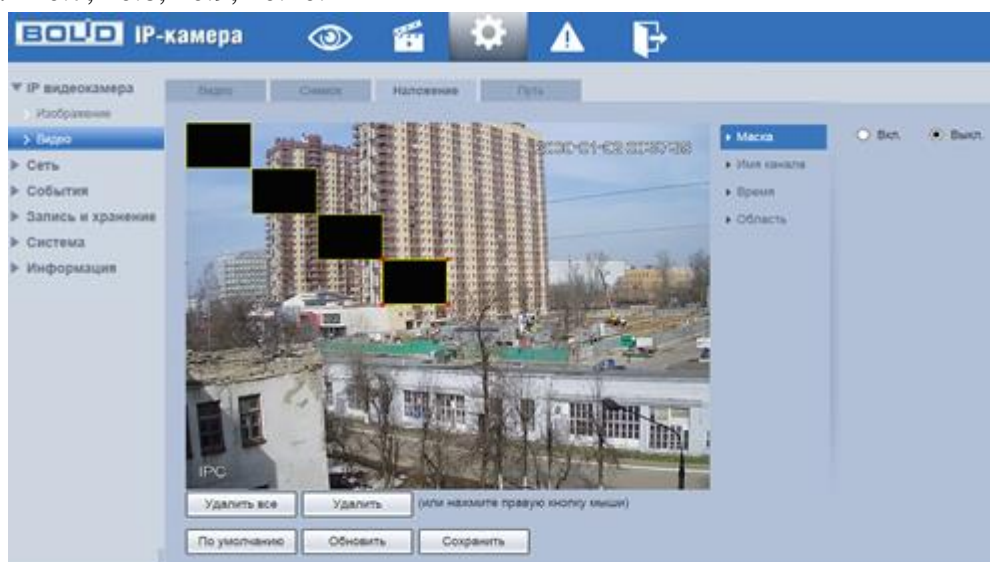 BOLID IP-камера
IP видеокамера
Изображение
Видео
Сеть
События
Запись и хранение
Система
Информация
Видео Снимок Наложение Путь
Маска
Имя канала
Время
Область
Вкл. Выкл.
IPC
Удалить все Удалить (или нажмите правую кнопку мыши)
По умолчанию Обновить Сохранить